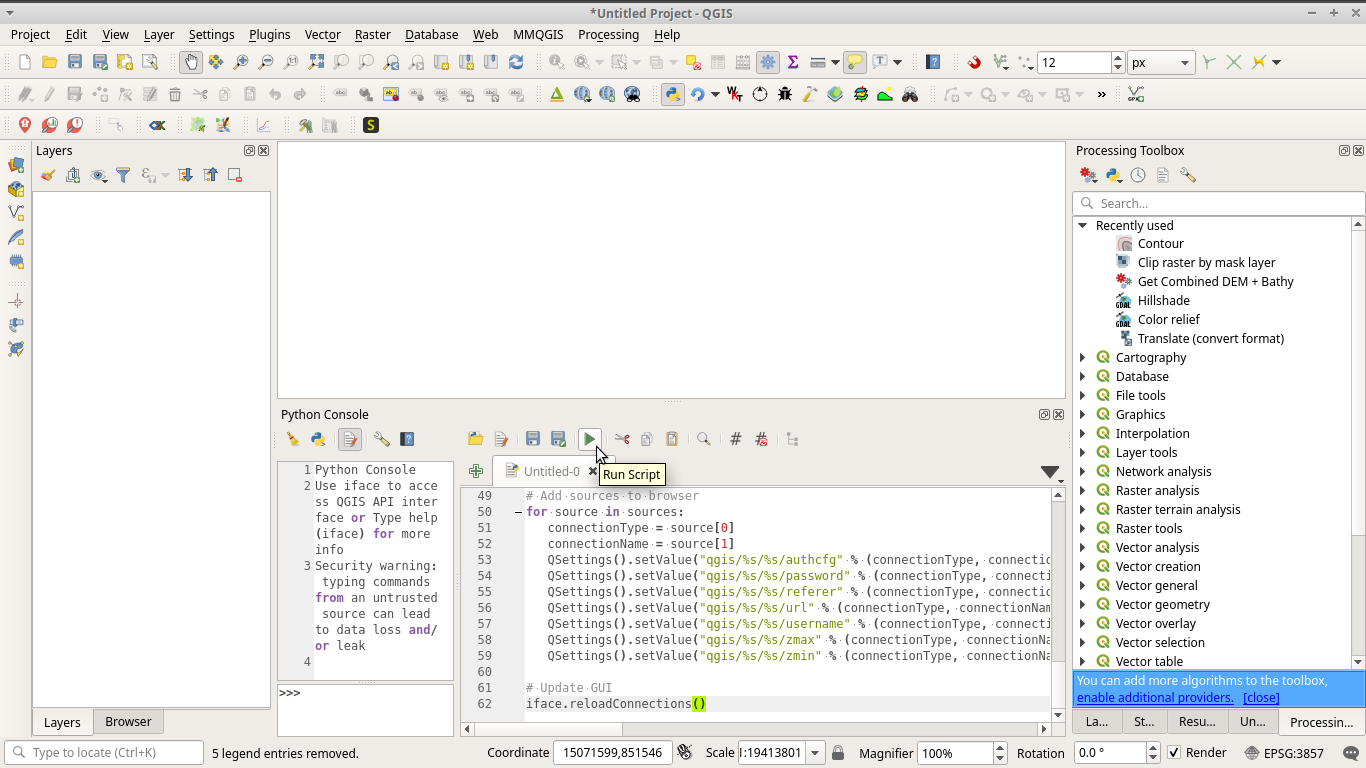 *Untitled Project - QGIS
Project Edit View Layer Settings Plugins Vector Raster Database Web MMQGIS Processing Help
12 px
Layers
Processing Toolbox
Search...
Recently used
Contour
Clip raster by mask layer
Get Combined DEM + Bathy
Hillshade
Color relief
Translate (convert format)
Cartography
Database
File tools
Graphics
Interpolation
Layer tools
Network analysis
Raster analysis
Raster terrain analysis
Raster tools
Vector analysis
Vector creation
Vector general
Vector geometry
Vector overlay
Vector selection
Vector table
You can add more algorithms to the toolbox,
enable additional providers. [close]
La... St... Resu... Un... Processin...
Python Console
1 Python Console
2 Use iface to acce
ss QGIS API inter
face or Type help
(iface) for more
info
3 Security warning:
typing commands
from an untrusted
source can lead
to data loss and/
or leak
4
>>>
Untitled-0
Run Script
49 # Add sources to browser
50 for source in sources:
51 connectionType = source[0]
52 connectionName = source[1]
53 QSettings().setValue("qgis/%s/%s/authcfg" % (connectionType, connectio
54 QSettings().setValue("qgis/%s/%s/password" % (connectionType, connecti
55 QSettings().setValue("qgis/%s/%s/referer" % (connectionType, connectio
56 QSettings().setValue("qgis/%s/%s/url" % (connectionType, connectionNam
57 QSettings().setValue("qgis/%s/%s/username" % (connectionType, connecti
58 QSettings().setValue("qgis/%s/%s/zmax" % (connectionType, connectionNa
59 QSettings().setValue("qgis/%s/%s/zmin" % (connectionType, connectionNa
60
61 # Update GUI
62 iface.reloadConnections()
Layers Browser
Type to locate (Ctrl+K) 5 legend entries removed. Coordinate 15071599,851546 Scale 1:19413801 Magnifier 100% Rotation 0.0 ° Render EPSG:3857